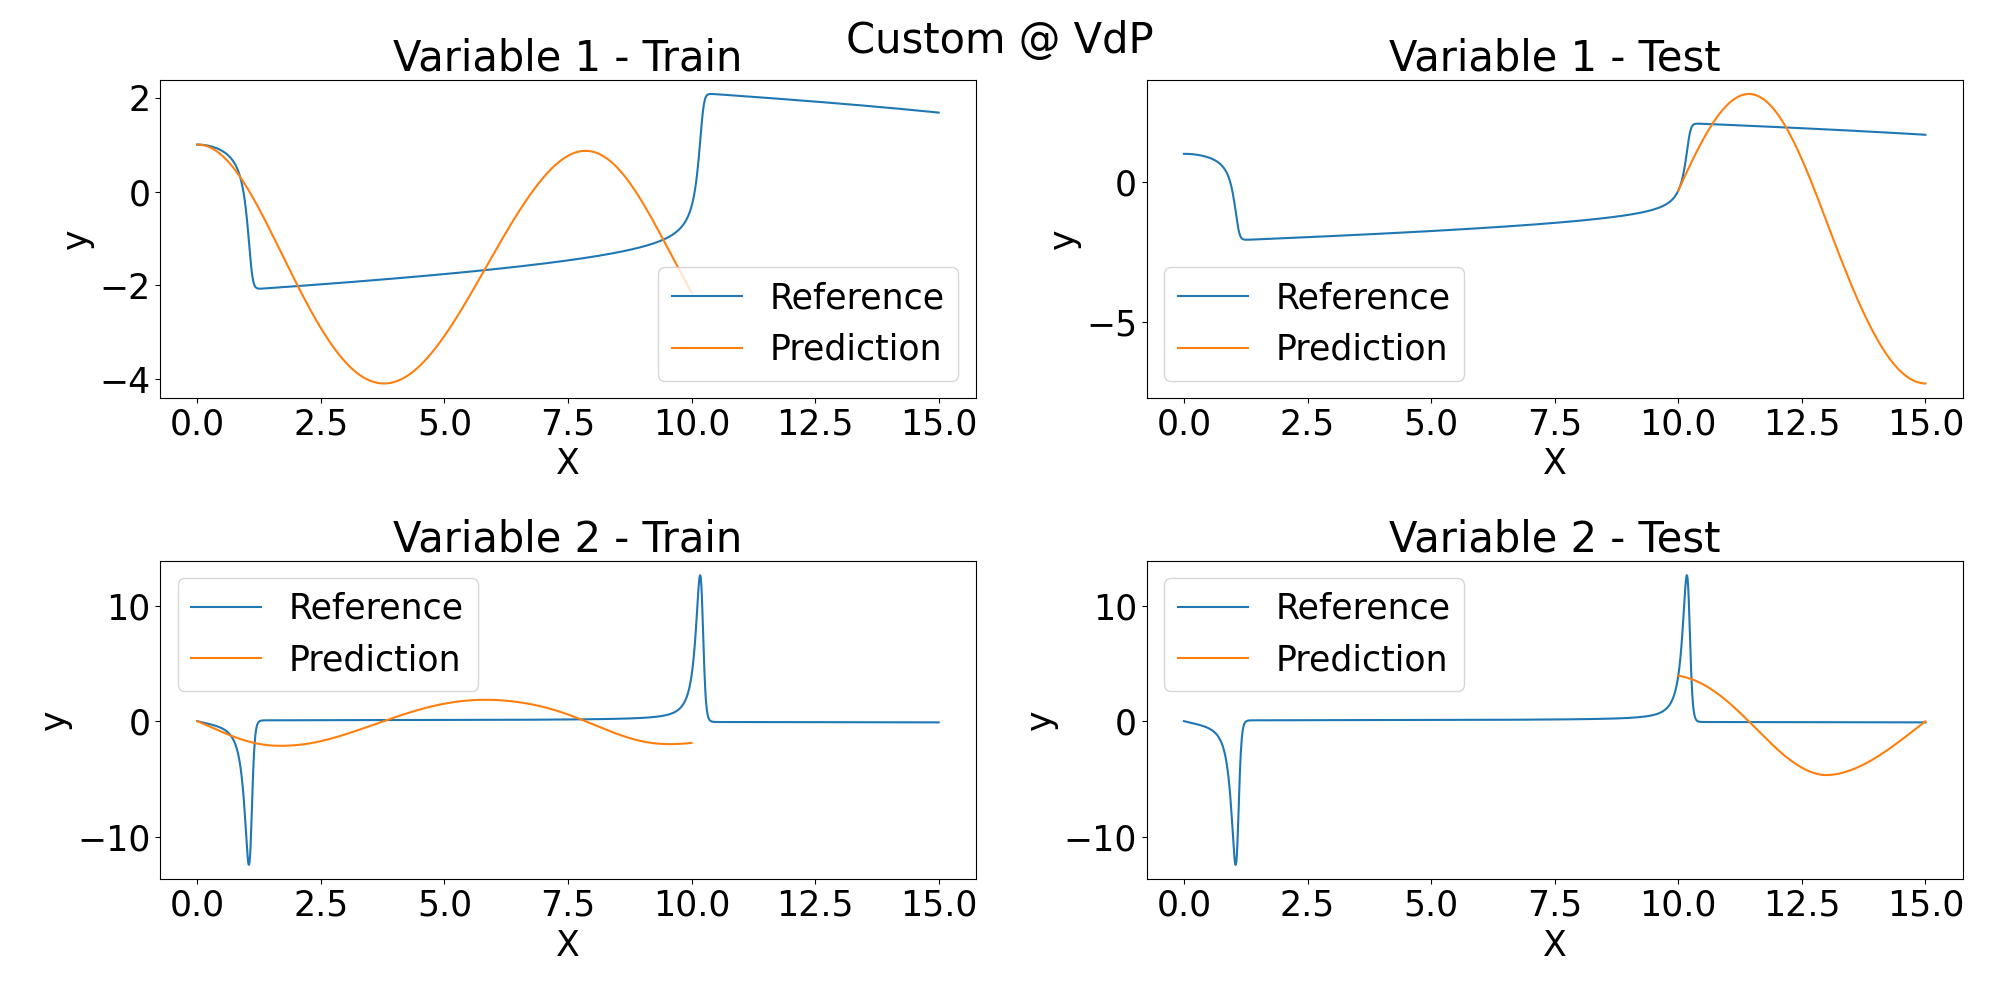 Custom @ VdP
Variable 1 - Train
2
0
−2
−4
y
0.0 2.5 5.0 7.5 10.0 12.5 15.0
X
Reference
Prediction
Variable 1 - Test
0
−5
y
0.0 2.5 5.0 7.5 10.0 12.5 15.0
X
Reference
Prediction
Variable 2 - Train
10
0
−10
y
0.0 2.5 5.0 7.5 10.0 12.5 15.0
X
Reference
Prediction
Variable 2 - Test
10
0
−10
y
0.0 2.5 5.0 7.5 10.0 12.5 15.0
X
Reference
Prediction